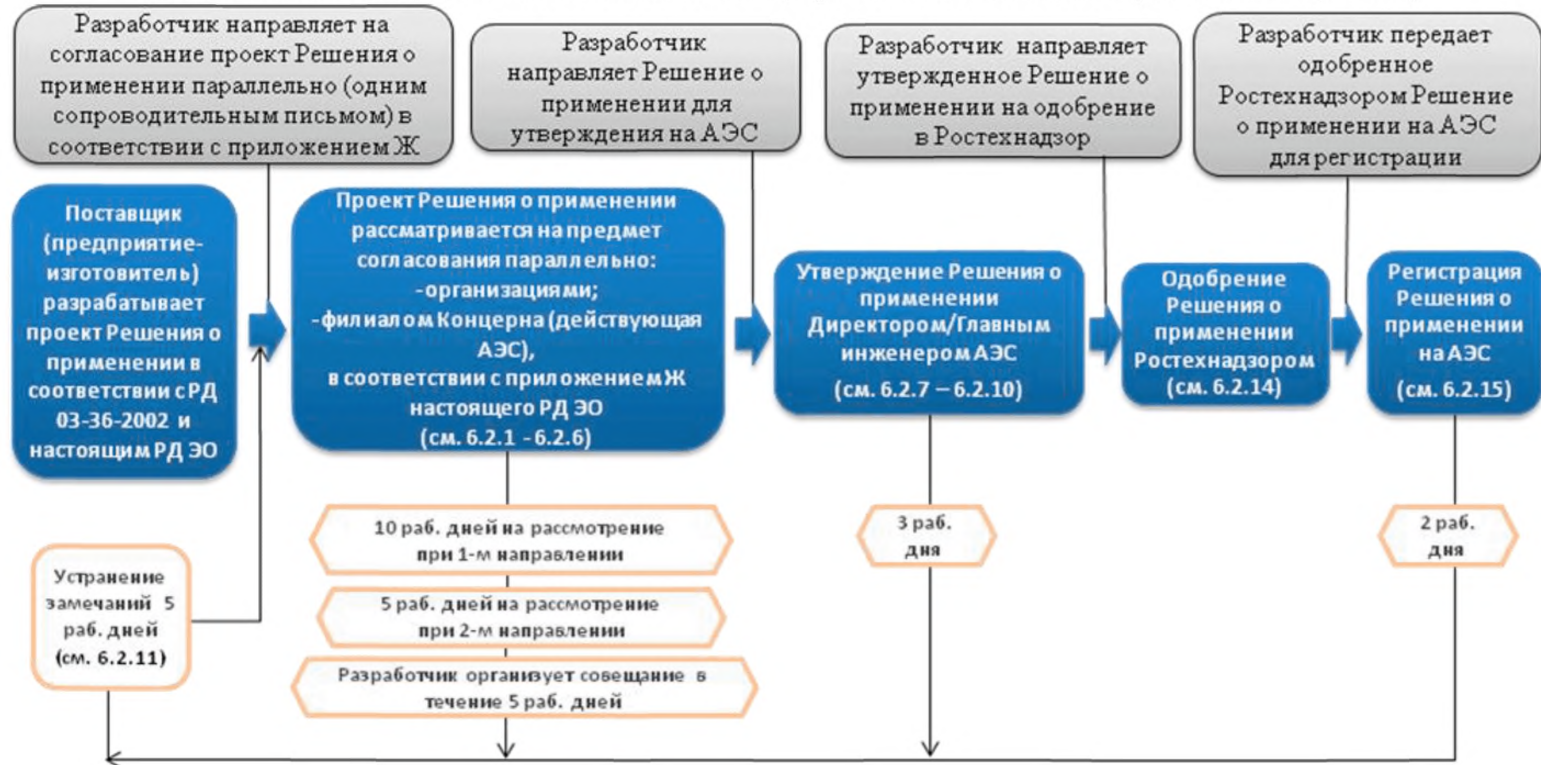 Разработчик направляет на
согласование проект Решения о
применении параллельно (одним
сопроводительным письмом) в
соответствии с приложением Ж
Разработчик
направляет Решение о
применении для
утверждения на АЭС
Разработчик направляет
утвержденное Решение о
применении на одобрение
в Ростехнадзор
Разработчик передает
одобренное
Ростехнадзором Решение
о применении на АЭС
для регистрации
Поставщик
(предприятие-
изготовитель)
разрабатывает
проект Решения о
применении в
соответствии с РД
03-36-2002 и
настоящим РД ЭО
Проект Решения о применении
рассматривается на предмет
согласования параллельно:
-организациями;
-филиалом Концерна (действующая
АЭС),
в соответствии с приложением Ж
настоящего РД ЭО
(см. 6.2.1 - 6.2.6)
Утверждение Решения о
применении
Директором/Главным
инженером АЭС
(см. 6.2.7 – 6.2.10)
Одобрение
Решения о
применении
Ростехнадзором
(см. 6.2.14)
Регистрация
Решения о
применении
на АЭС
(см. 6.2.15)
10 раб. дней на рассмотрение
при 1-м направлении
5 раб. дней на рассмотрение
при 2-м направлении
Разработчик организует совещание в
течение 5 раб. дней
3 раб.
дня
2 раб.
дня
Устранение
замечаний 5
раб. дней
(см. 6.2.11)